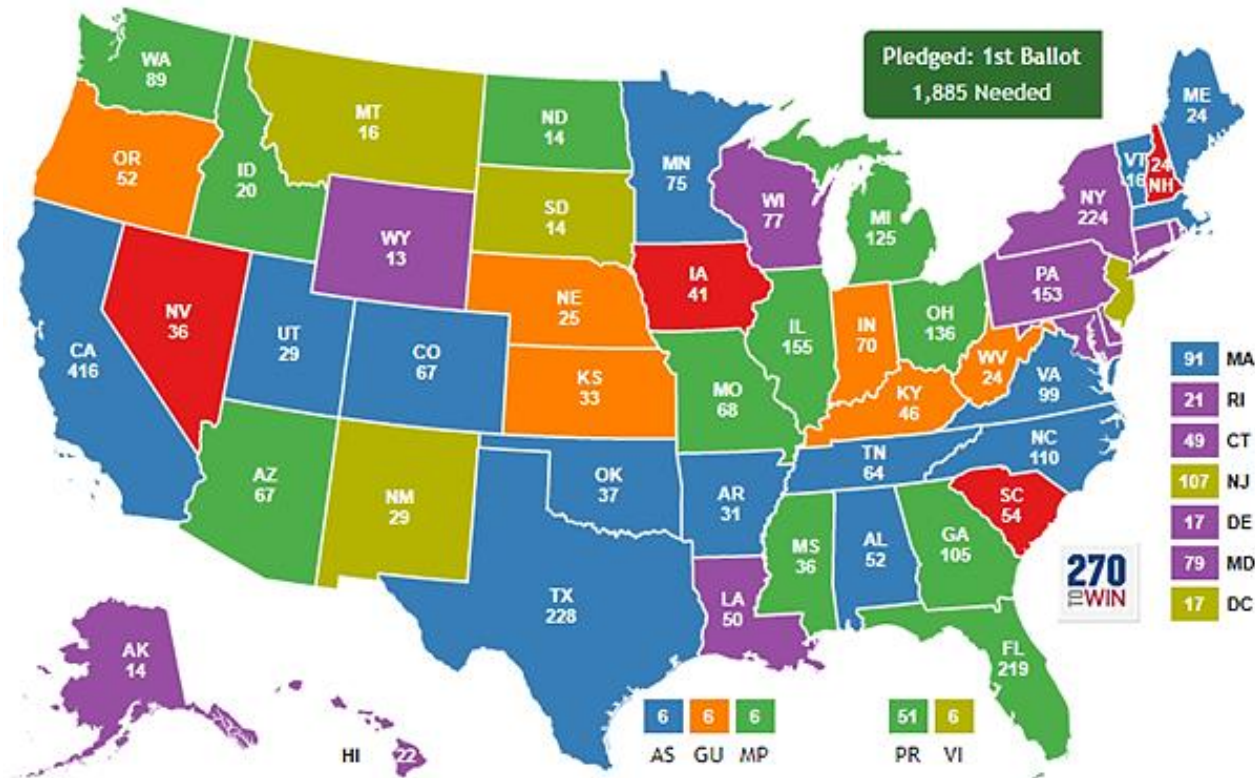 Pledged: 1st Ballot
1,885 Needed
WA
89
OR
52
ID
20
MT
16
ND
14
SD
14
WY
13
NV
36
CA
416
UT
29
CO
67
AZ
67
NM
29
NE
25
KS
33
OK
37
TX
228
MN
75
IA
41
MO
68
AR
31
LA
50
WI
77
IL
155
MI
125
IN
70
OH
136
KY
46
TN
64
MS
36
AL
52
GA
105
FL
219
SC
54
NC
110
VA
99
WV
24
PA
153
NY
224
VT
16
24
NH
ME
24
91 MA
21 RI
49 CT
107 NJ
17 DE
79 MD
17 DC
270
TO WIN
AK
14
HI 22
6 6 6 51 6
AS GU MP PR VI